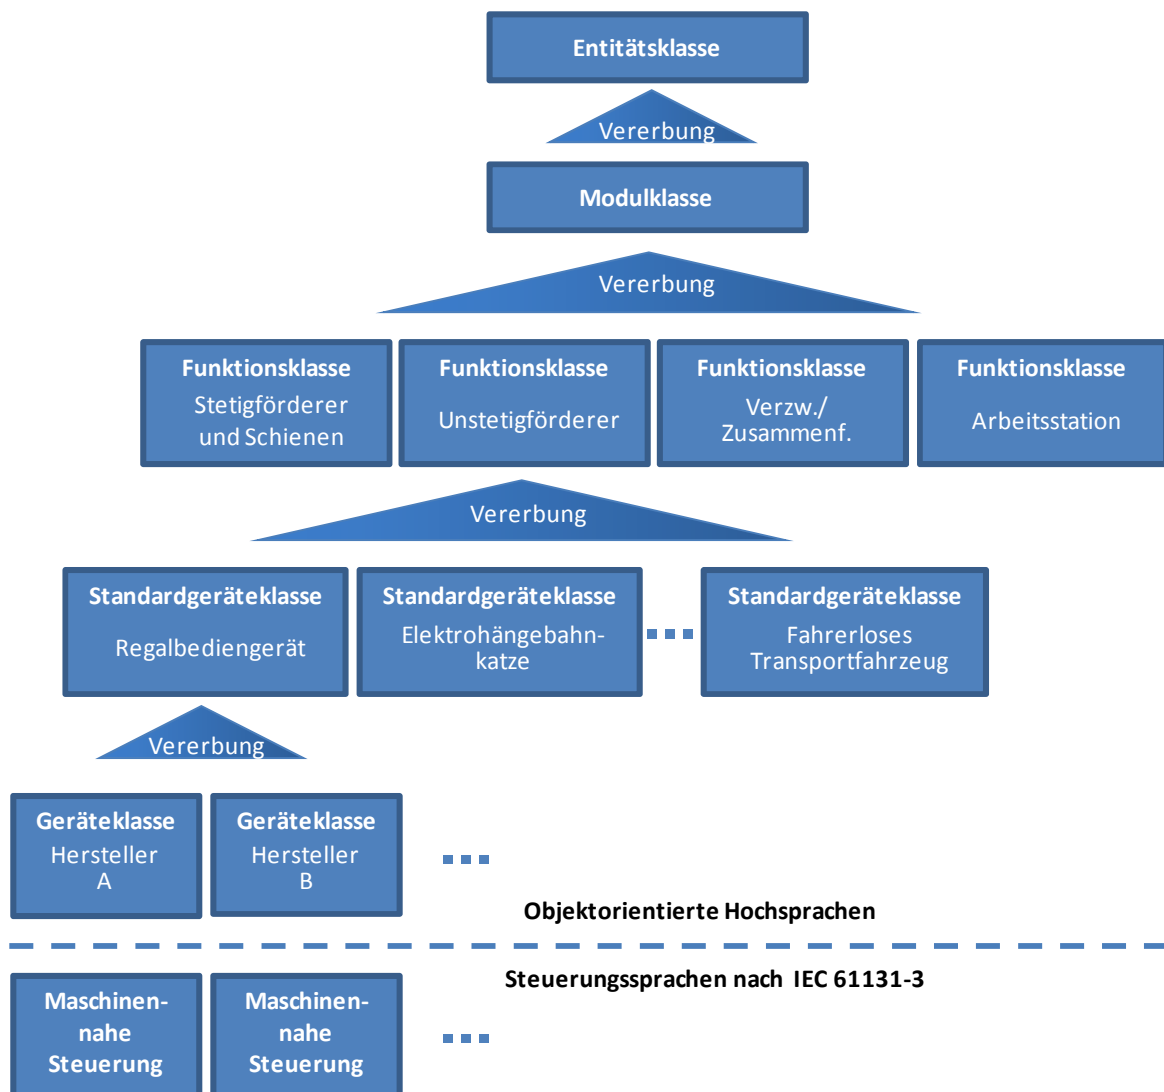 Entitätsklasse
Vererbung
Modulklasse
Vererbung
Funktionsklasse
Stetigförderer
und Schienen
Funktionsklasse
Unstetigförderer
Funktionsklasse
Verzw./
Zusammenf.
Funktionsklasse
Arbeitsstation
Vererbung
Standardgeräteklasse
Regalbediengerät
Standardgeräteklasse
Elektrohängebahn-
katze
Standardgeräteklasse
Fahrerloses
Transportfahrzeug
Vererbung
Geräteklasse
Hersteller
A
Geräteklasse
Hersteller
B
Objektorientierte Hochsprachen
Steuerungssprachen nach IEC 61131-3
Maschinen-
nahe
Steuerung
Maschinen-
nahe
Steuerung